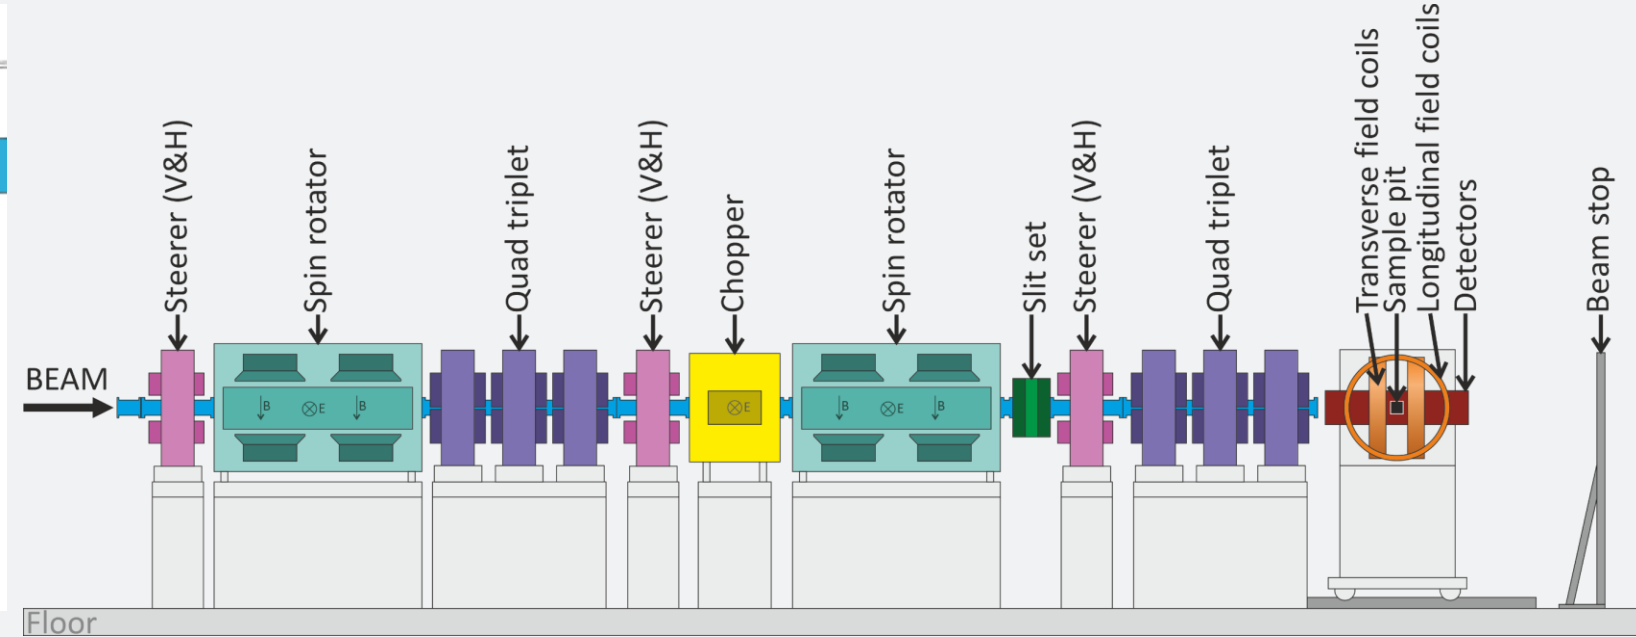 Steerer (V&H)
Spin rotator
Quad triplet
Steerer (V&H)
Chopper
Spin rotator
Slit set
Steerer (V&H)
Quad triplet
Transverse field coils
Sample pit
Longitudinal field coils
Detectors
Beam stop
BEAM
B
E
B
E
B
E
B
Floor